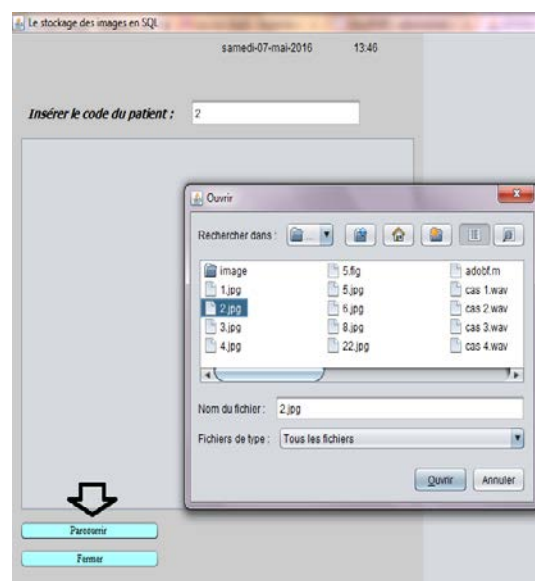 Le stockage des images en SQL
samedi-07-mai-2016 13:46
Insérer le code du patient : 2
Ouvrir
Rechercher dans : ...
image 5.fig adobf.m
1.jpg 5.jpg cas 1.wav
2.jpg 6.jpg cas 2.wav
3.jpg 8.jpg cas 3.wav
4.jpg 22.jpg cas 4.wav
Nom du fichier : 2.jpg
Fichiers de type : Tous les fichiers
Ouvrir Annuler
Parcourrir
Fermer